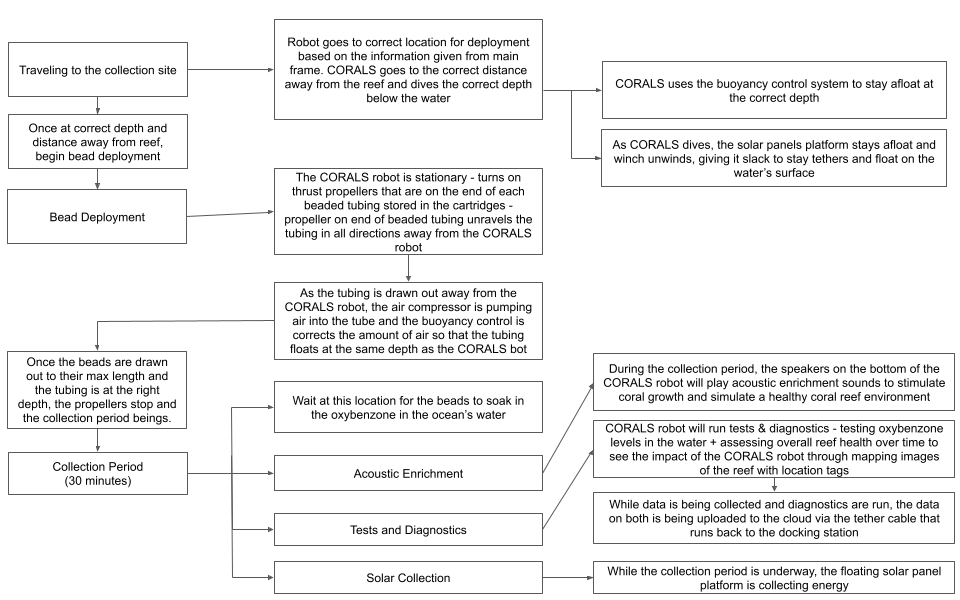 Traveling to the collection site
Robot goes to correct location for deployment
based on the information given from main
frame. CORALS goes to the correct distance
away from the reef and dives the correct depth
below the water
CORALS uses the buoyancy control system to stay afloat at
the correct depth
As CORALS dives, the solar panels platform stays afloat and
winch unwinds, giving it slack to stay tethers and float on the
water's surface
Once at correct depth and
distance away from reef,
begin bead deployment
Bead Deployment
The CORALS robot is stationary - turns on
thrust propellers that are on the end of each
beaded tubing stored in the cartridges -
propeller on end of beaded tubing unravels the
tubing in all directions away from the CORALS
robot
As the tubing is drawn out away from the
CORALS robot, the air compressor is pumping
air into the tube and the buoyancy control is
corrects the amount of air so that the tubing
floats at the same depth as the CORALS bot
Once the beads are drawn
out to their max length and
the tubing is at the right
depth, the propellers stop and
the collection period beings.
Collection Period
(30 minutes)
Wait at this location for the beads to soak in
the oxybenzone in the ocean's water
Acoustic Enrichment
During the collection period, the speakers on the bottom of the
CORALS robot will play acoustic enrichment sounds to stimulate
coral growth and simulate a healthy coral reef environment
Tests and Diagnostics
CORALS robot will run tests & diagnostics - testing oxybenzone
levels in the water + assessing overall reef health over time to
see the impact of the CORALS robot through mapping images
of the reef with location tags
While data is being collected and diagnostics are run, the data
on both is being uploaded to the cloud via the tether cable that
runs back to the docking station
Solar Collection
While the collection period is underway, the floating solar panel
platform is collecting energy